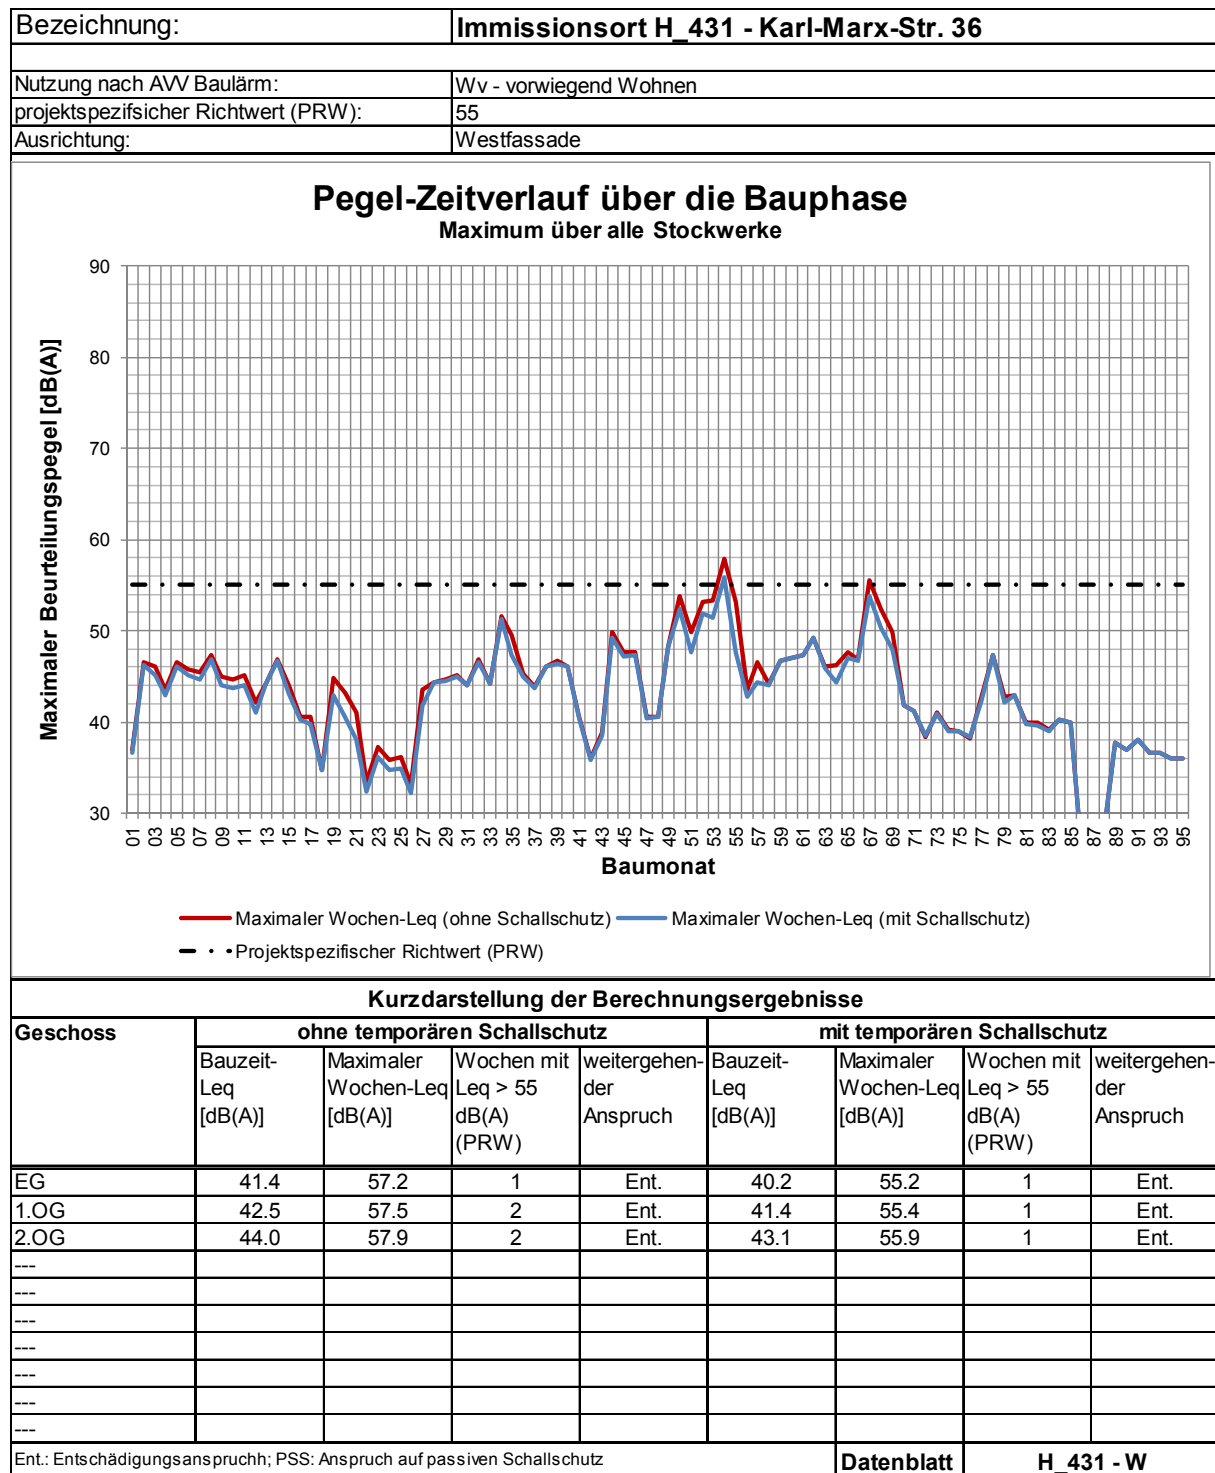 Bezeichnung: Immissionsort H_431 - Karl-Marx-Str. 36
Nutzung nach AVV Baulärm: Wv - vorwiegend Wohnen
projektspezifsicher Richtwert (PRW): 55
Ausrichtung: Westfassade
Pegel-Zeitverlauf über die Bauphase
Maximum über alle Stockwerke
Maximaler Beurteilungspegel [dB(A)]
90
80
70
60
50
40
30
01 03 05 07 09 11 13 15 17 19 21 23 25 27 29 31 33 35 37 39 41 43 45 47 49 51 53 55 57 59 61 63 65 67 69 71 73 75 77 79 81 83 85 87 89 91 93 95
Baumonat
Maximaler Wochen-Leq (ohne Schallschutz) Maximaler Wochen-Leq (mit Schallschutz)
Projektspezifischer Richtwert (PRW)
Kurzdarstellung der Berechnungsergebnisse
Geschoss ohne temporären Schallschutz mit temporären Schallschutz
Bauzeit- Maximaler Wochen mit weitergehen- Bauzeit- Maximaler Wochen mit weitergehen-
Leq Wochen-Leq Leq > 55 der Leq Wochen-Leq Leq > 55 der
[dB(A)] [dB(A)] dB(A) Anspruch [dB(A)] [dB(A)] dB(A) Anspruch
(PRW) (PRW)
EG 41.4 57.2 1 Ent. 40.2 55.2 1 Ent.
1.OG 42.5 57.5 2 Ent. 41.4 55.4 1 Ent.
2.OG 44.0 57.9 2 Ent. 43.1 55.9 1 Ent.
---
---
---
---
---
---
---
Ent.: Entschädigungsanspruchh; PSS: Anspruch auf passiven Schallschutz Datenblatt H_431 - W